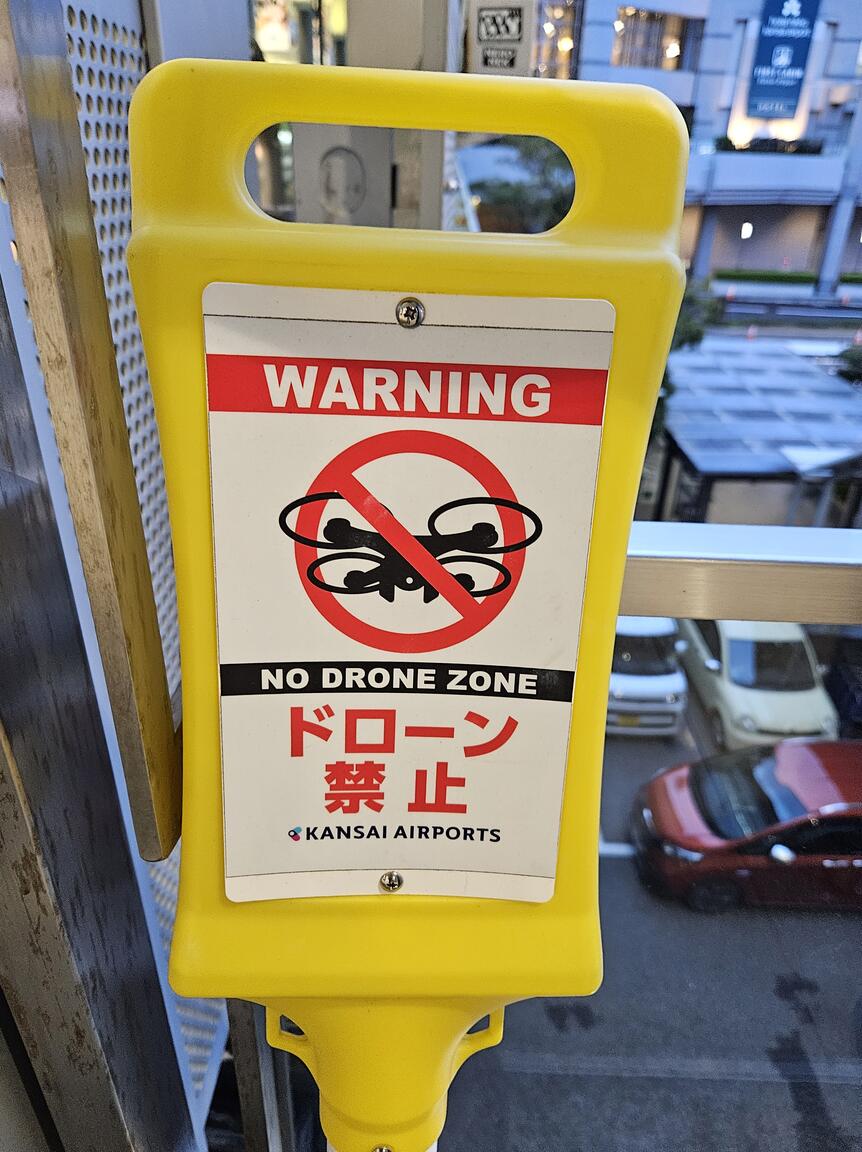 WARNING
NO DRONE ZONE
ドローン
禁止
KANSAI AIRPORTS